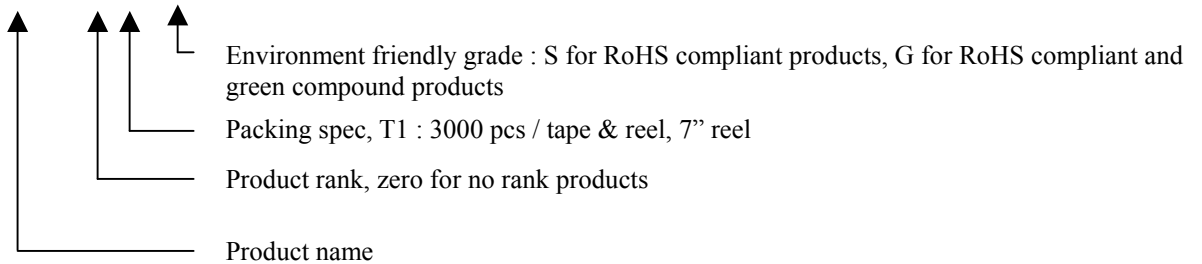 Environment friendly grade : S for RoHS compliant products, G for RoHS compliant and
green compound products
Packing spec, T1 : 3000 pcs / tape & reel, 7” reel
Product rank, zero for no rank products
Product name